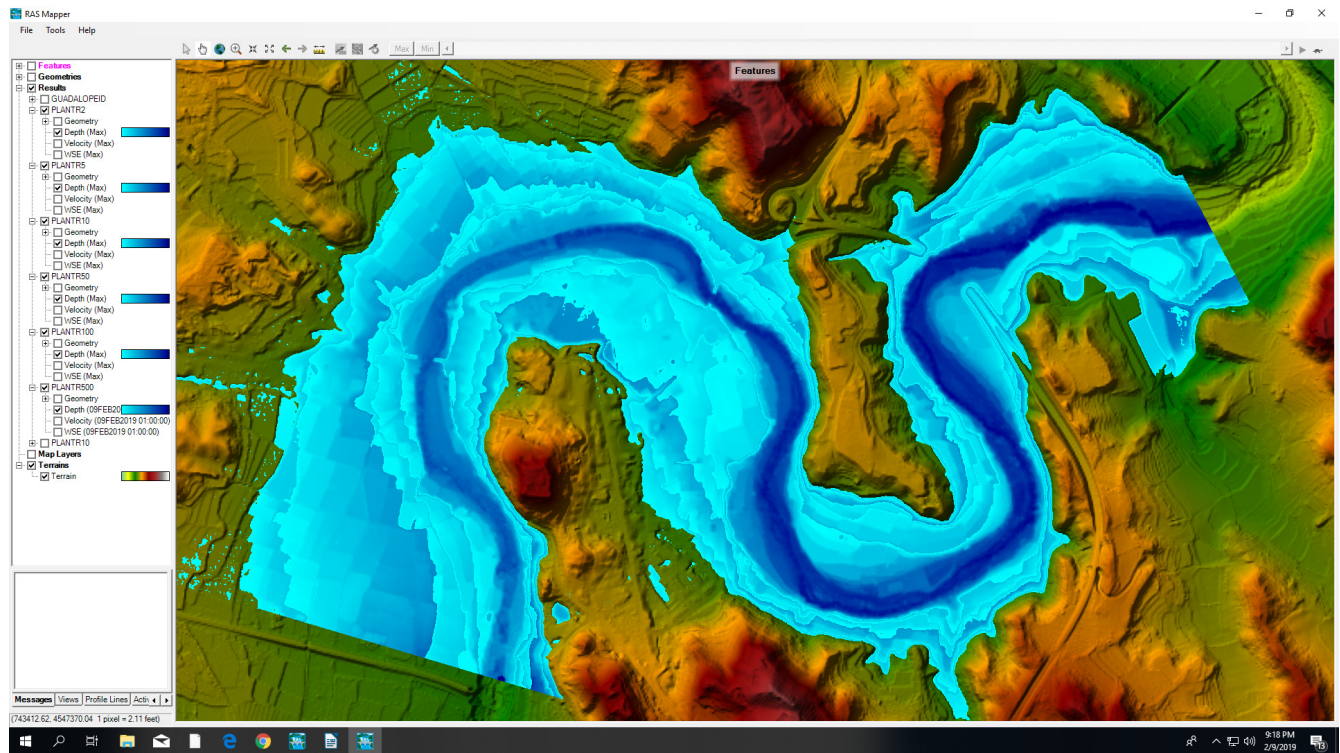 RAS Mapper
File Tools Help
Max Min
Features
Features
Geometries
Results
GUADALOPEID
PLANTR2
Geometry
Depth (Max)
Velocity (Max)
WSE (Max)
PLANTR5
Geometry
Depth (Max)
Velocity (Max)
WSE (Max)
PLANTR10
Geometry
Depth (Max)
Velocity (Max)
WSE (Max)
PLANTR50
Geometry
Depth (Max)
Velocity (Max)
WSE (Max)
PLANTR100
Geometry
Depth (Max)
Velocity (Max)
WSE (Max)
PLANTR500
Geometry
Depth (09FEB20
Velocity (09FEB2019 01:00:00)
WSE (09FEB2019 01:00:00)
PLANTR10
Map Layers
Terrains
Terrain
Messages Views Profile Lines Activ
(743412.62, 4547370.04 1 pixel = 2.11 feet)
9:18 PM
2/9/2019